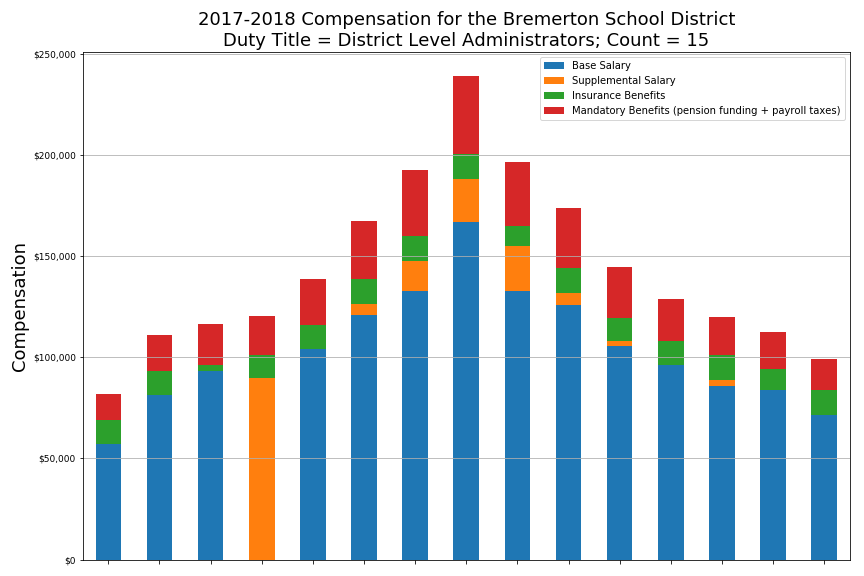 2017-2018 Compensation for the Bremerton School District
Duty Title = District Level Administrators; Count = 15
Base Salary
Supplemental Salary
Insurance Benefits
Mandatory Benefits (pension funding + payroll taxes)
Compensation
$250,000
$200,000
$150,000
$100,000
$50,000
$0